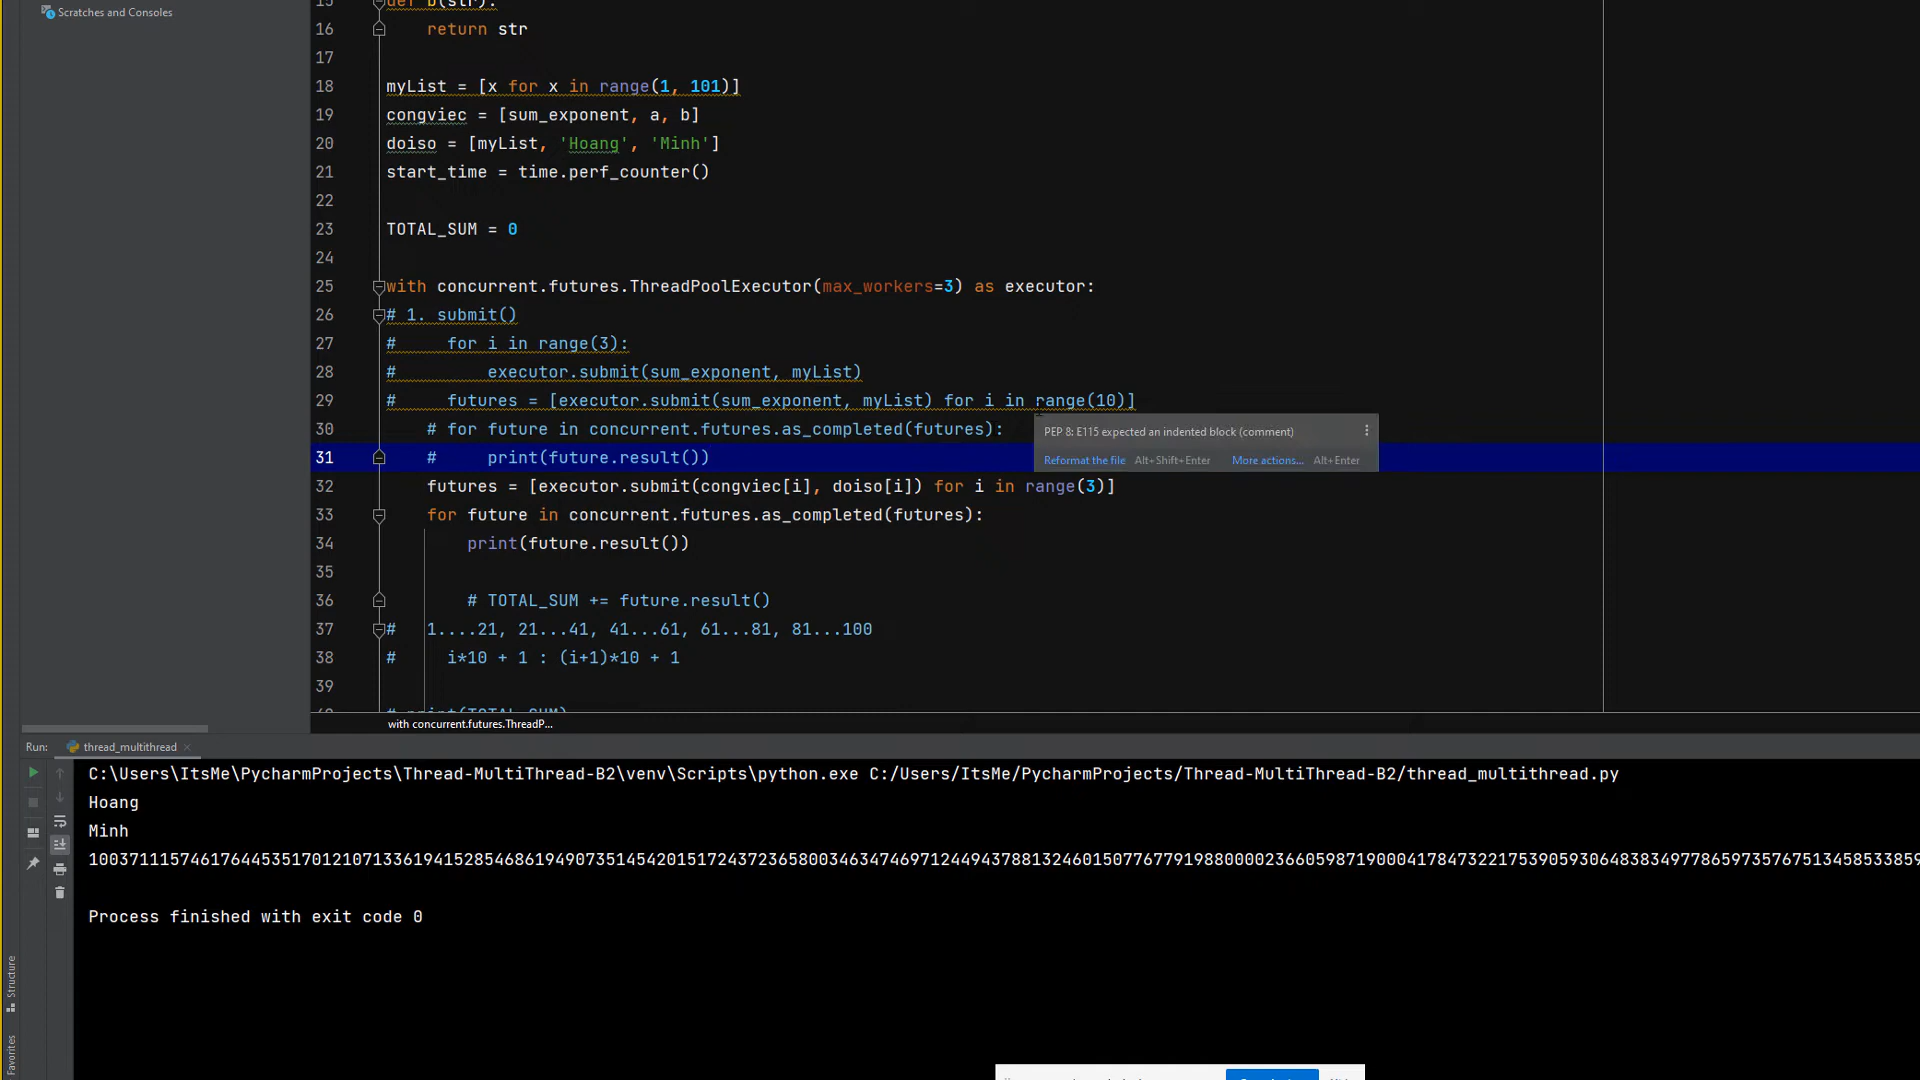 Scratches and Consoles
15 def b(str):
16 return str
17
18 myList = [x for x in range(1, 101)]
19 congviec = [sum_exponent, a, b]
20 doiso = [myList, 'Hoang', 'Minh']
21 start_time = time.perf_counter()
22
23 TOTAL_SUM = 0
24
25 with concurrent.futures.ThreadPoolExecutor(max_workers=3) as executor:
26 # 1. submit()
27 #     for i in range(3):
28 #         executor.submit(sum_exponent, myList)
29 #     futures = [executor.submit(sum_exponent, myList) for i in range(10)]
30 # for future in concurrent.futures.as_completed(futures):
PEP 8: E115 expected an indented block (comment)
31 #     print(future.result())
Reformat the file Alt+Shift+Enter More actions... Alt+Enter
32 futures = [executor.submit(congviec[i], doiso[i]) for i in range(3)]
33 for future in concurrent.futures.as_completed(futures):
34 print(future.result())
35
36 # TOTAL_SUM += future.result()
37 #   1....21, 21...41, 41...61, 61...81, 81...100
38 #     i*10 + 1 : (i+1)*10 + 1
39
# print(TOTAL_SUM)
with concurrent.futures.ThreadP...
Run: thread_multithread
C:\Users\ItsMe\PycharmProjects\Thread-MultiThread-B2\venv\Scripts\python.exe C:/Users/ItsMe/PycharmProjects/Thread-MultiThread-B2/thread_multithread.py
Hoang
Minh
100371115746176445351701210713361941528546861949073514542015172437236580034634746971244943788132460150776779198800002366059871900041784732217539059306483834977865973576751345853385​9
Process finished with exit code 0
Structure
Favorites